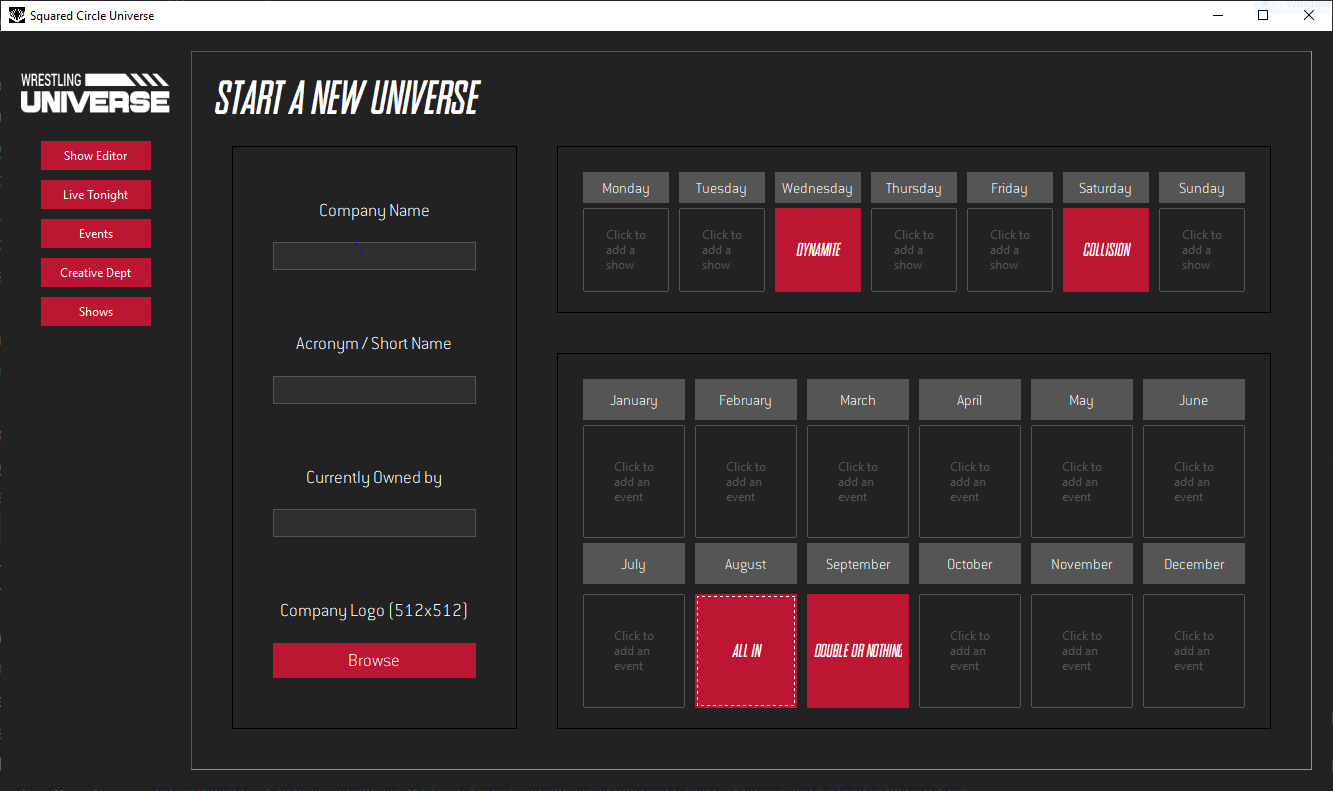 Squared Circle Universe
WRESTLING
UNIVERSE
Show Editor
Live Tonight
Events
Creative Dept
Shows
START A NEW UNIVERSE
Company Name
Acronym / Short Name
Currently Owned by
Company Logo (512x512)
Browse
Monday Tuesday Wednesday Thursday Friday Saturday Sunday
Click to
add a
show
Click to
add a
show
DYNAMITE
Click to
add a
show
Click to
add a
show
COLLISION
Click to
add a
show
January February March April May June
Click to
add an
event
Click to
add an
event
Click to
add an
event
Click to
add an
event
Click to
add an
event
Click to
add an
event
July August September October November December
Click to
add an
event
ALL IN
DOUBLE OR NOTHING
Click to
add an
event
Click to
add an
event
Click to
add an
event